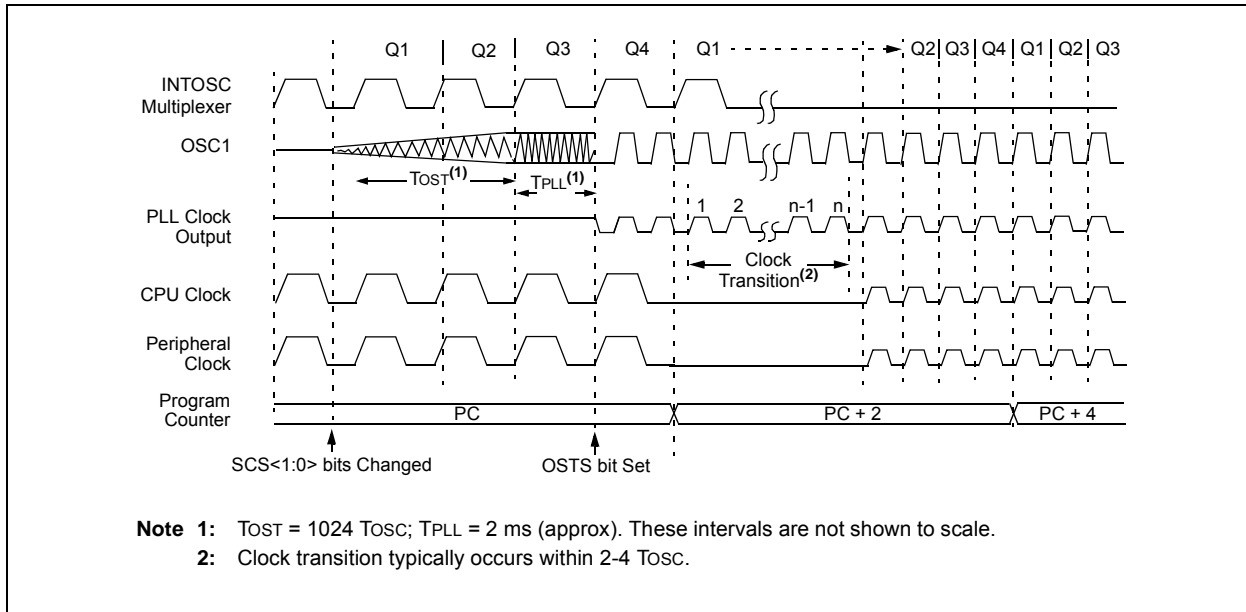 Q1 Q2 Q3 Q4 Q1 Q2 Q3 Q4 Q1 Q2 Q3
INTOSC
Multiplexer
OSC1
TOST(1)
TPLL(1)
PLL Clock
Output
1 2 n-1 n
Clock
Transition(2)
CPU Clock
Peripheral
Clock
Program
Counter
PC PC + 2 PC + 4
SCS<1:0> bits Changed
OSTS bit Set
Note 1: TOST = 1024 TOSC; TPLL = 2 ms (approx). These intervals are not shown to scale.
2: Clock transition typically occurs within 2-4 TOSC.